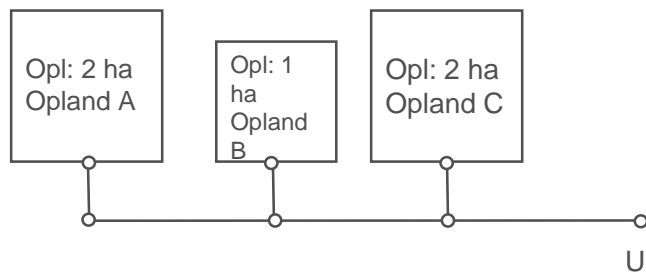 Opl: 2 ha
Opland A
Opl: 1
ha
Opland
B
Opl: 2 ha
Opland C
U